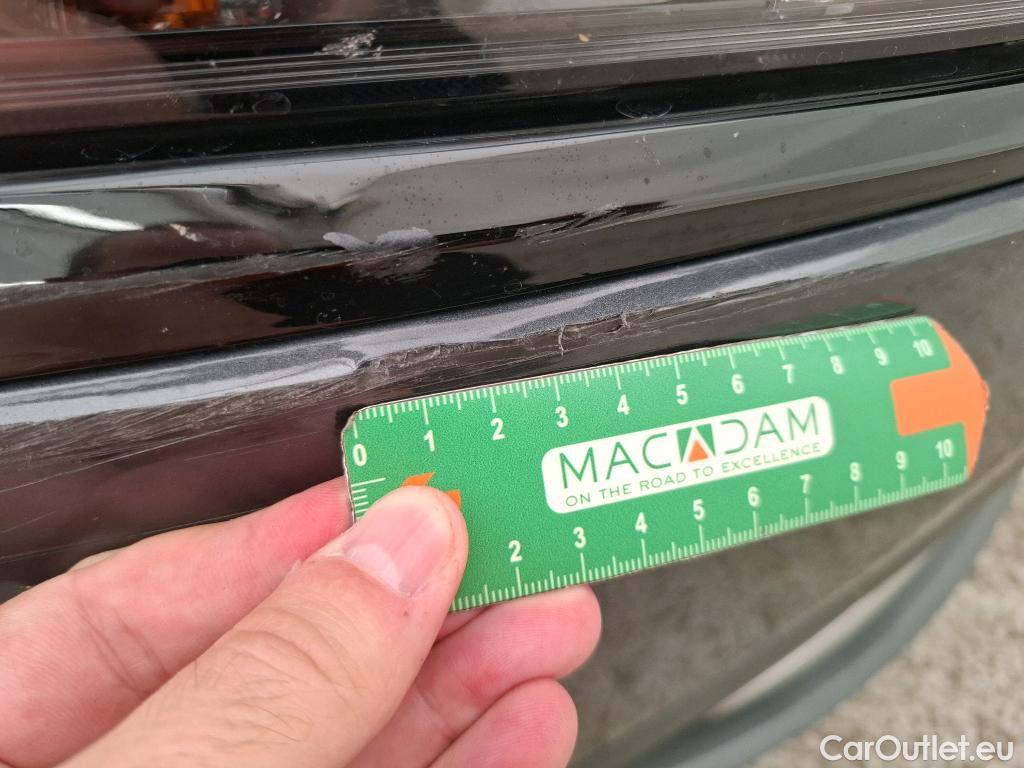 0 1 2 3 4 5 6 7 8 9 10
MACADAM
ON THE ROAD TO EXCELLENCE
2 3 4 5 6 7 8 9 10
CarOutlet.eu